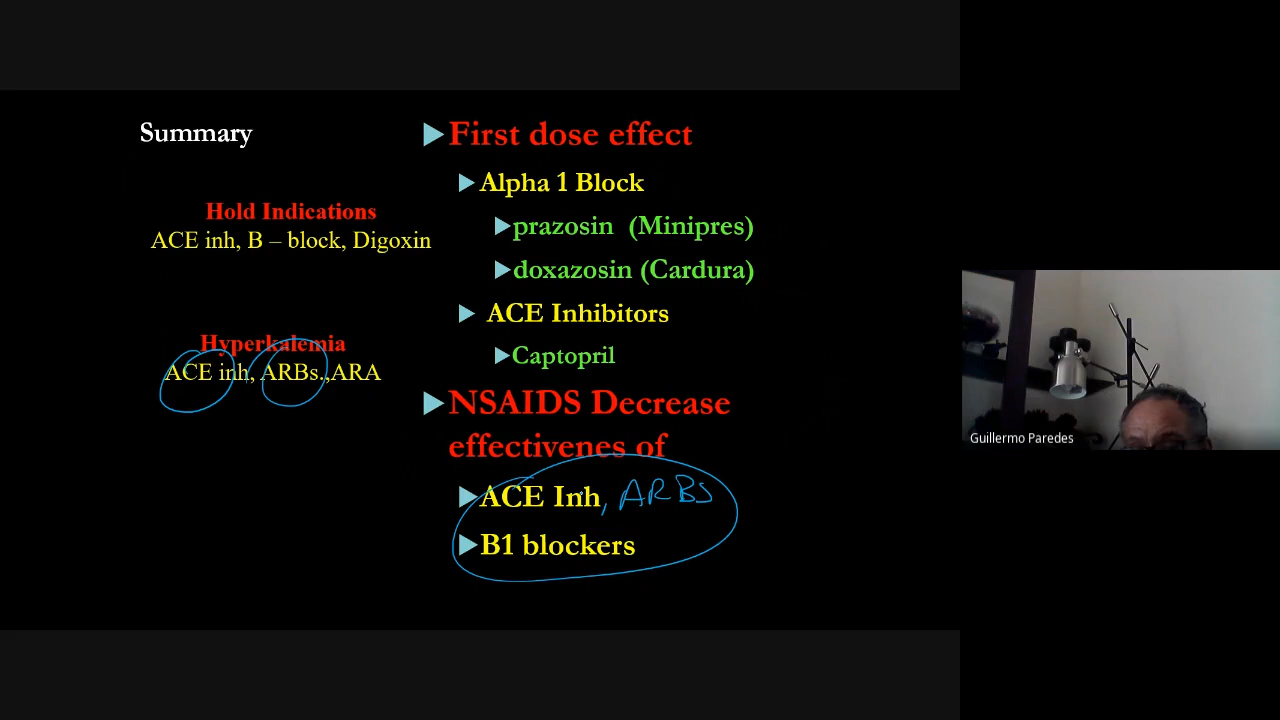 Summary
Hold Indications
ACE inh, B – block, Digoxin
Hyperkalemia
ACE inh, ARBs.,ARA
First dose effect
Alpha 1 Block
prazosin (Minipres)
doxazosin (Cardura)
ACE Inhibitors
Captopril
NSAIDS Decrease
effectivenes of
ACE Inh, ARBS
B1 blockers
Guillermo Paredes